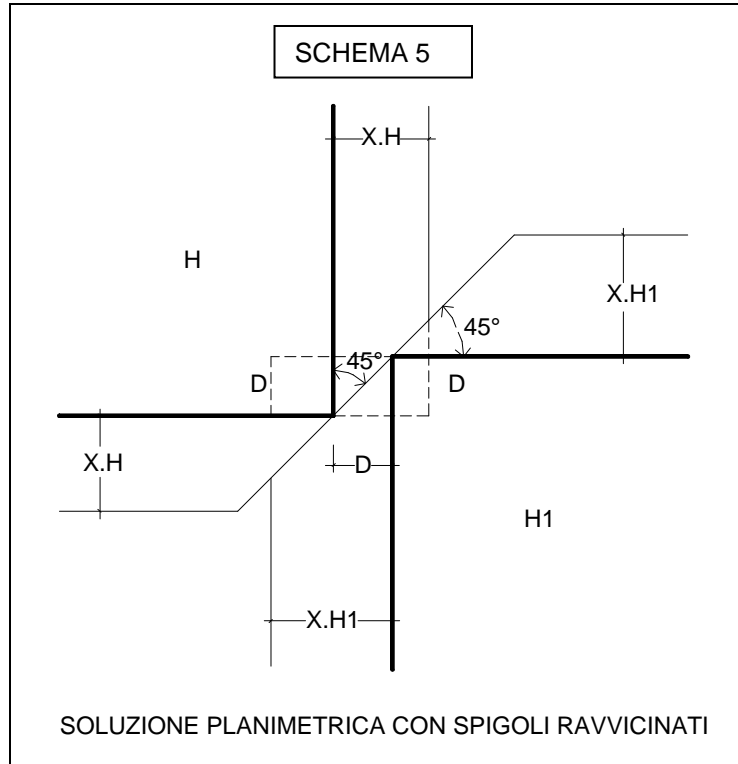 SCHEMA 5
X.H
H
X.H1
45°
45°
D
D
X.H
D
H1
X.H1
SOLUZIONE PLANIMETRICA CON SPIGOLI RAVVICINATI